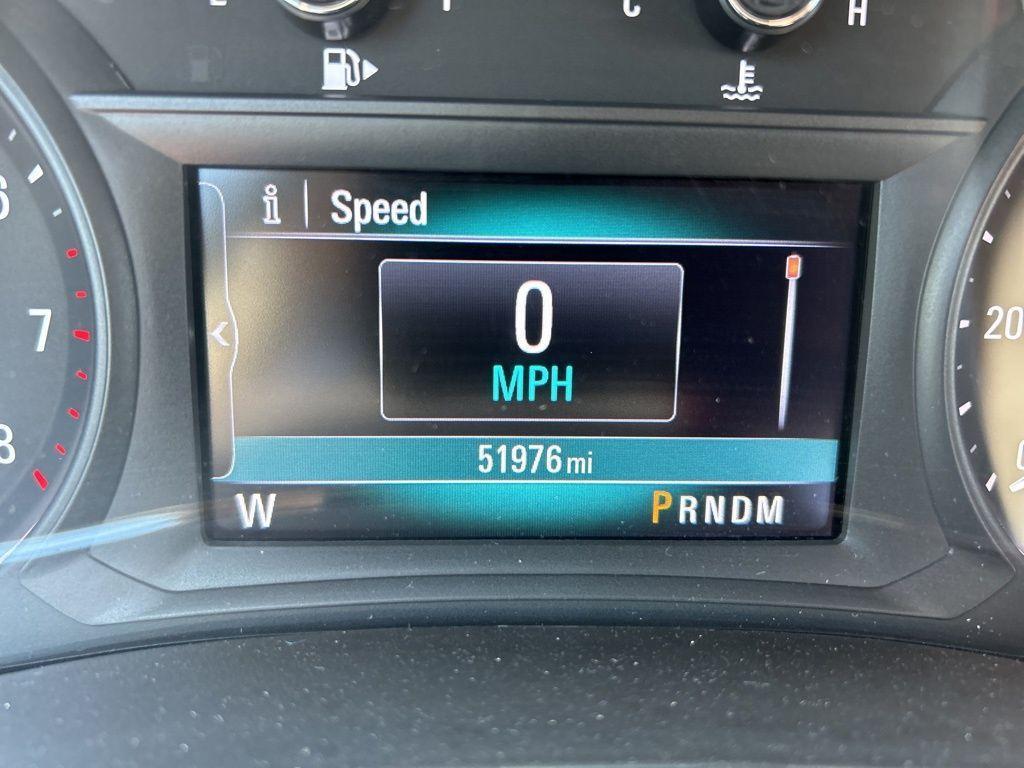 C H
i Speed
0
MPH
51976 mi
W PRNDM
6
7
8
20